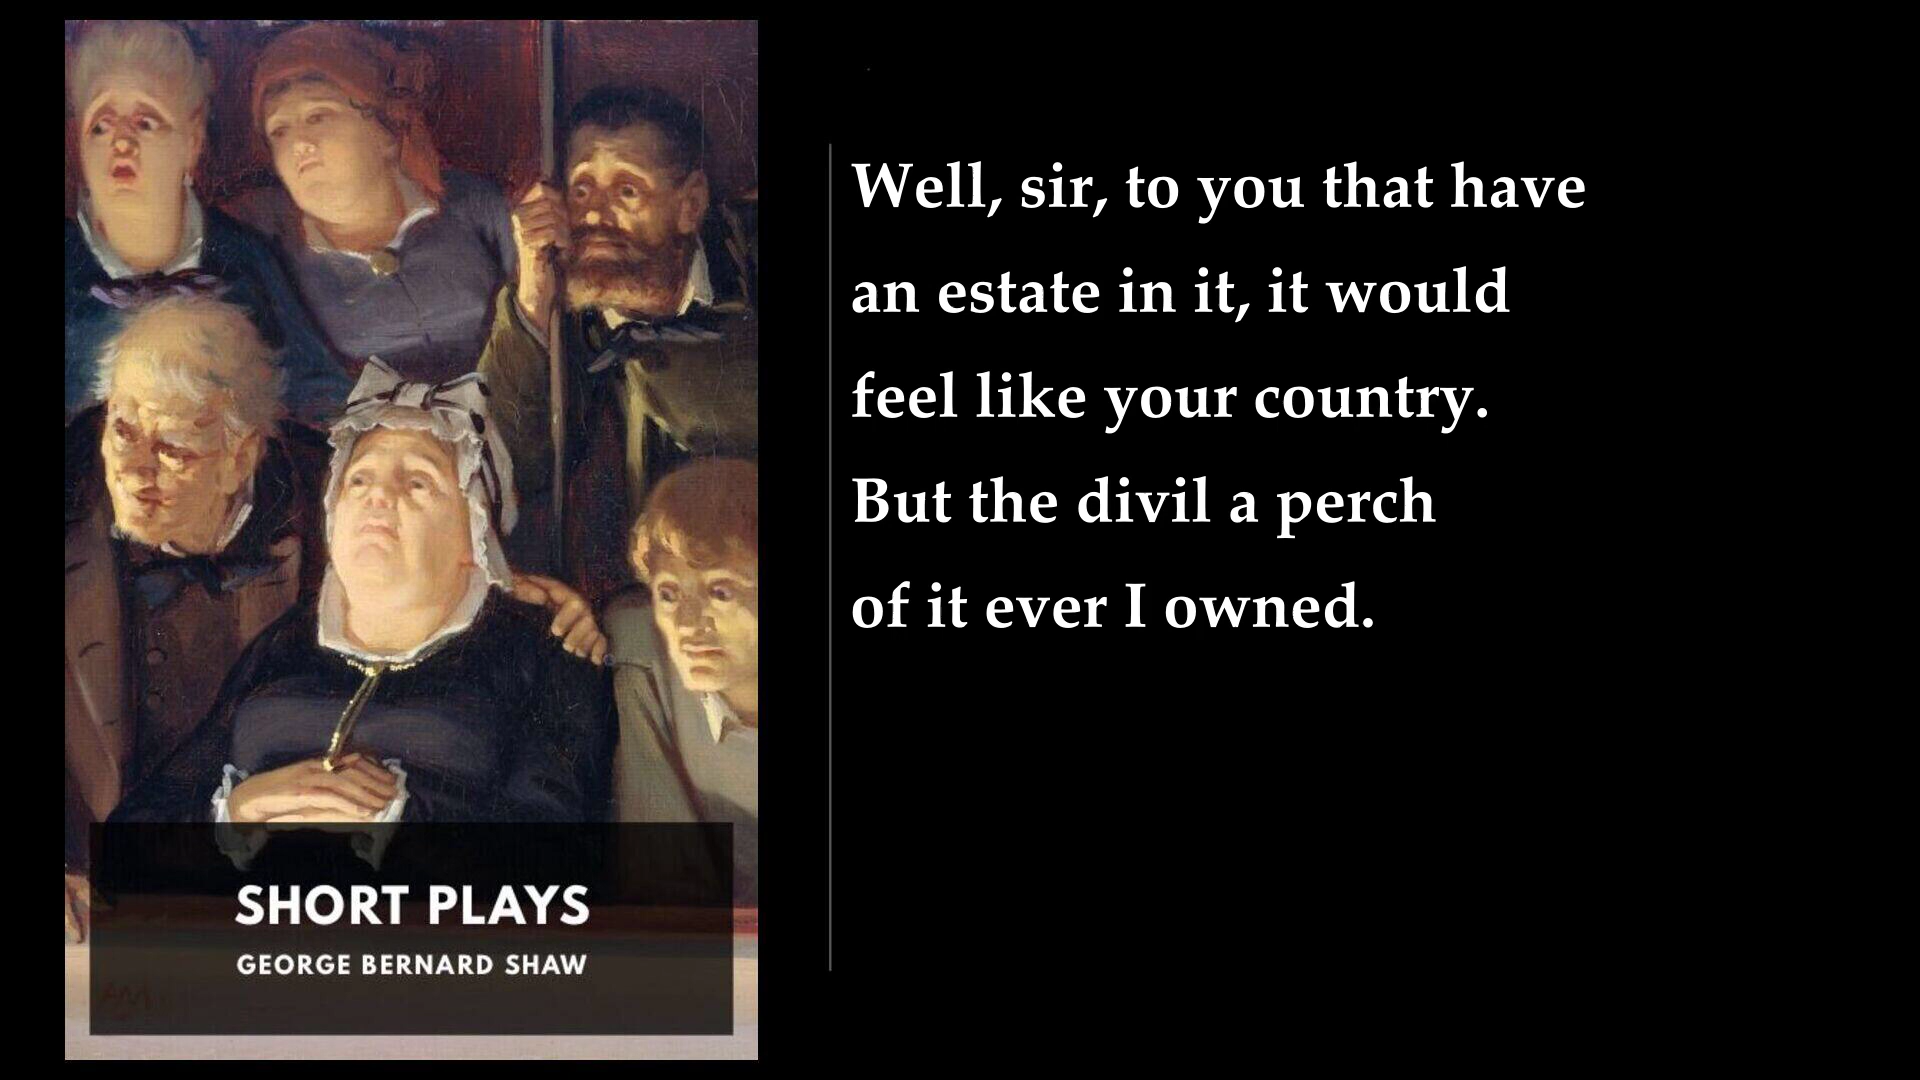 Well, sir, to you that have
an estate in it, it would
feel like your country.
But the divil a perch
of it ever I owned.
SHORT PLAYS
GEORGE BERNARD SHAW